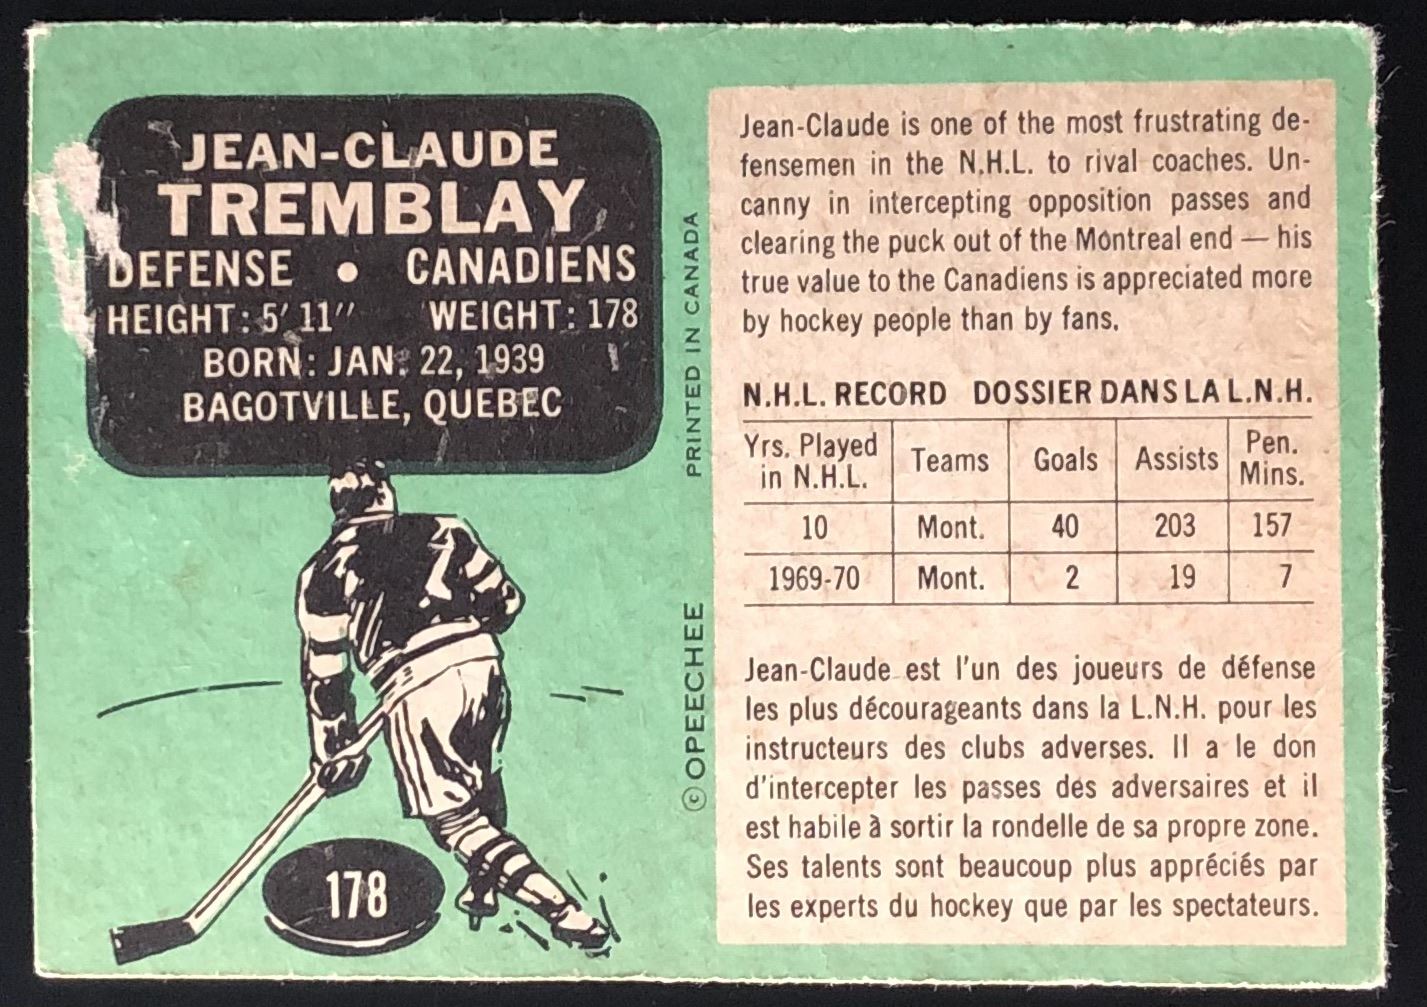 JEAN-CLAUDE
TREMBLAY
DEFENSE • CANADIENS
HEIGHT: 5' 11" WEIGHT: 178
BORN: JAN. 22, 1939
BAGOTVILLE, QUEBEC
178
© OPEECHEE PRINTED IN CANADA
Jean-Claude is one of the most frustrating de-
fensemen in the N.H.L. to rival coaches. Un-
canny in intercepting opposition passes and
clearing the puck out of the Montreal end — his
true value to the Canadiens is appreciated more
by hockey people than by fans.
N.H.L. RECORD DOSSIER DANS LA L.N.H.
Yrs. Played in N.H.L. Teams Goals Assists Pen. Mins.
10 Mont. 40 203 157
1969-70 Mont. 2 19 7
Jean-Claude est l'un des joueurs de défense
les plus décourageants dans la L.N.H. pour les
instructeurs des clubs adverses. Il a le don
d'intercepter les passes des adversaires et il
est habile à sortir la rondelle de sa propre zone.
Ses talents sont beaucoup plus appréciés par
les experts du hockey que par les spectateurs.